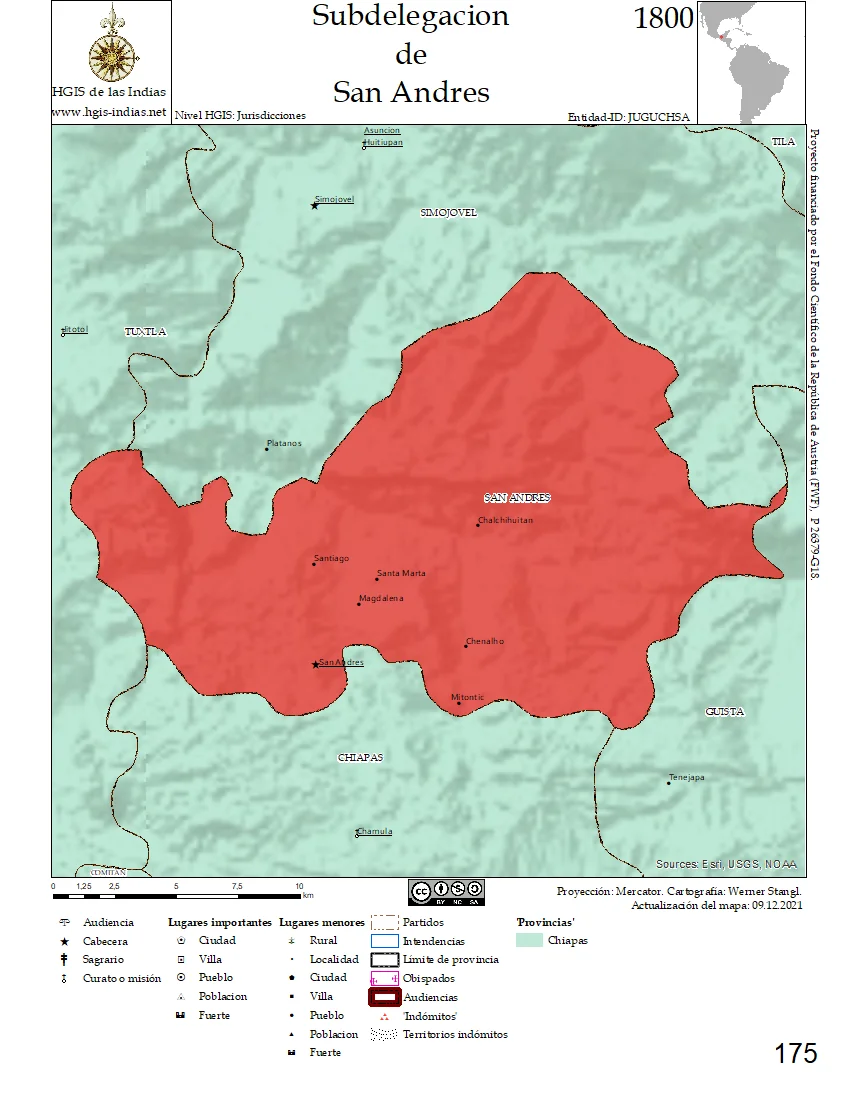 Subdelegacion
de
San Andres
1800
HGIS de las Indias
www.hgis-indias.net
Nivel HGIS: Jurisdicciones
Entidad-ID: JUGUCHSA
Asuncion
Huitiupan
TILA
Simojovel
SIMOJOVEL
Jitotol
TUXTLA
Platanos
SAN ANDRES
Chalchihuitan
Santiago
Santa Marta
Magdalena
Chenalho
San Andres
Mitontic
GUISTA
CHIAPAS
Tenejapa
Chamula
COMITAN
Sources: Esri, USGS, NOAA
Proyecto financiado por el Fondo Científico de la República de Austria (FWF), P 26379-G18.
0 1,25 2,5 5 7,5 10
km
CC BY NC SA
Proyección: Mercator. Cartografía: Werner Stangl.
Actualización del mapa: 09.12.2021
Audiencia
Cabecera
Sagrario
Curato o misión
Lugares importantes
Ciudad
Villa
Pueblo
Poblacion
Fuerte
Lugares menores
Rural
Localidad
Ciudad
Villa
Pueblo
Poblacion
Fuerte
Partidos
Intendencias
Límite de provincia
Obispados
Audiencias
'Indómitos'
Territorios indómitos
'Provincias'
Chiapas
175